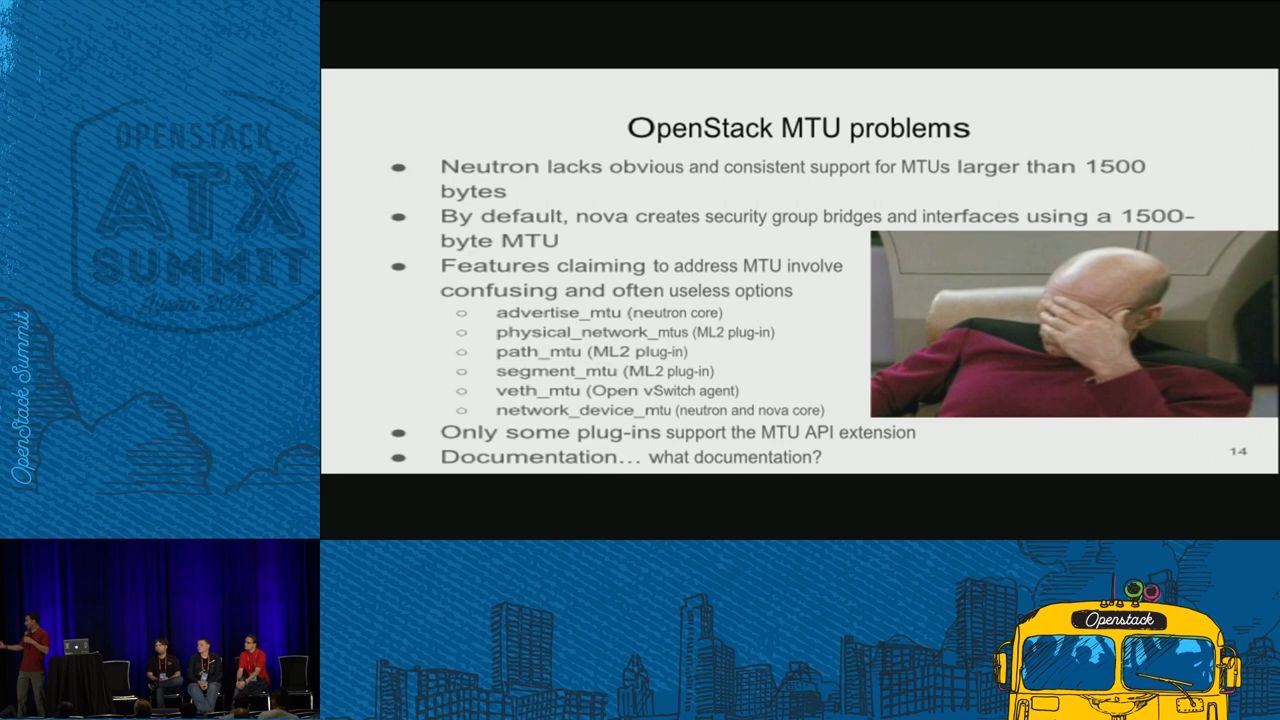 OPENSTACK
ATX
SUMMIT
Austin 2016
OpenStack Summit
OpenStack MTU problems
● Neutron lacks obvious and consistent support for MTUs larger than 1500
bytes
● By default, nova creates security group bridges and interfaces using a 1500-
byte MTU
● Features claiming to address MTU involve
confusing and often useless options
○ advertise_mtu (neutron core)
○ physical_network_mtus (ML2 plug-in)
○ path_mtu (ML2 plug-in)
○ segment_mtu (ML2 plug-in)
○ veth_mtu (Open vSwitch agent)
○ network_device_mtu (neutron and nova core)
● Only some plug-ins support the MTU API extension
● Documentation… what documentation?
14
Openstack